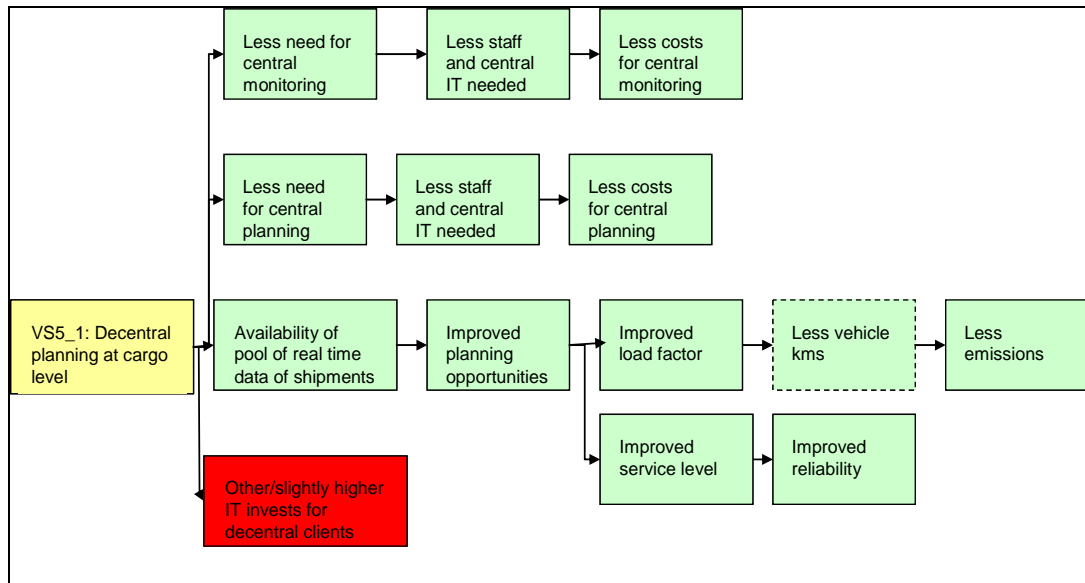 Less need for
central
monitoring
Less staff
and central
IT needed
Less costs
for central
monitoring
Less need
for central
planning
Less staff
and central
IT needed
Less costs
for central
planning
VS5_1: Decentral
planning at cargo
level
Availability of
pool of real time
data of shipments
Improved
planning
opportunities
Improved
load factor
Less vehicle
kms
Less
emissions
Improved
service level
Improved
reliability
Other/slightly higher
IT invests for
decentral clients